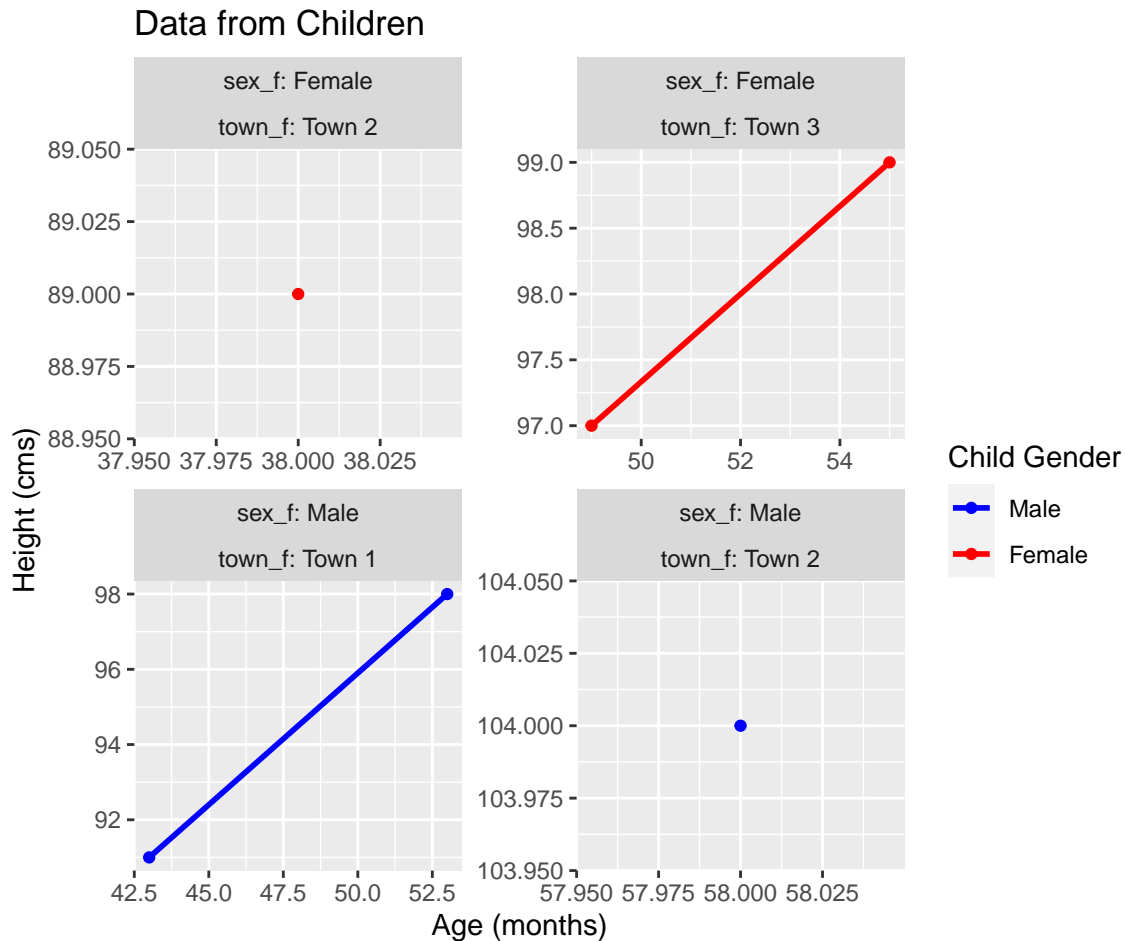 Data from Children
sex_f: Female
town_f: Town 2
89.050
89.025
89.000
88.975
88.950
37.950 37.975 38.000 38.025
sex_f: Female
town_f: Town 3
99.0
98.5
98.0
97.5
97.0
50 52 54
sex_f: Male
town_f: Town 1
98
96
94
92
42.5 45.0 47.5 50.0 52.5
sex_f: Male
town_f: Town 2
104.050
104.025
104.000
103.975
103.950
57.950 57.975 58.000 58.025
Height (cms)
Age (months)
Child Gender
Male
Female